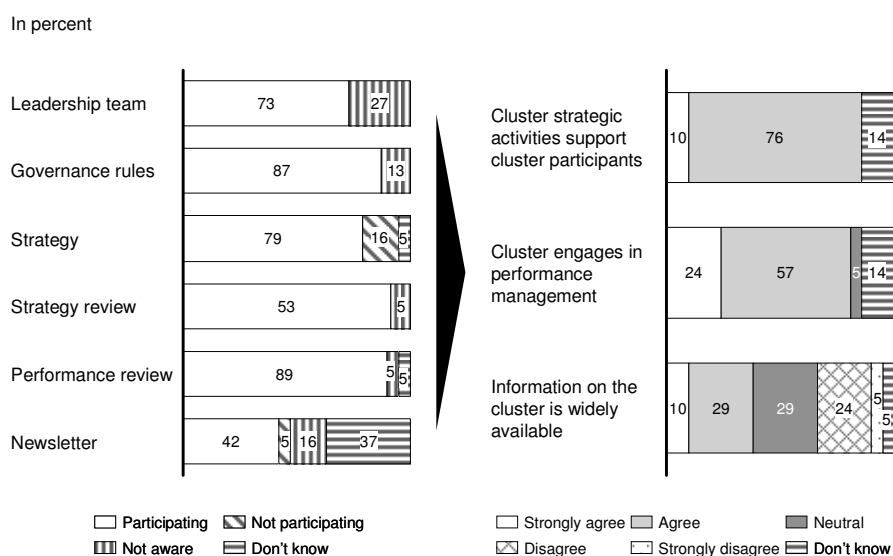 In percent
Leadership team
73
27
Governance rules
87
13
Strategy
79
16
5
Strategy review
53
5
Performance review
89
5
5
Newsletter
42
5
16
37
Participating
Not participating
Not aware
Don't know
Cluster strategic
activities support
cluster participants
10
76
14
Cluster engages in
performance
management
24
57
5
14
Information on the
cluster is widely
available
10
29
29
24
5
5
Strongly agree
Agree
Neutral
Disagree
Strongly disagree
Don't know